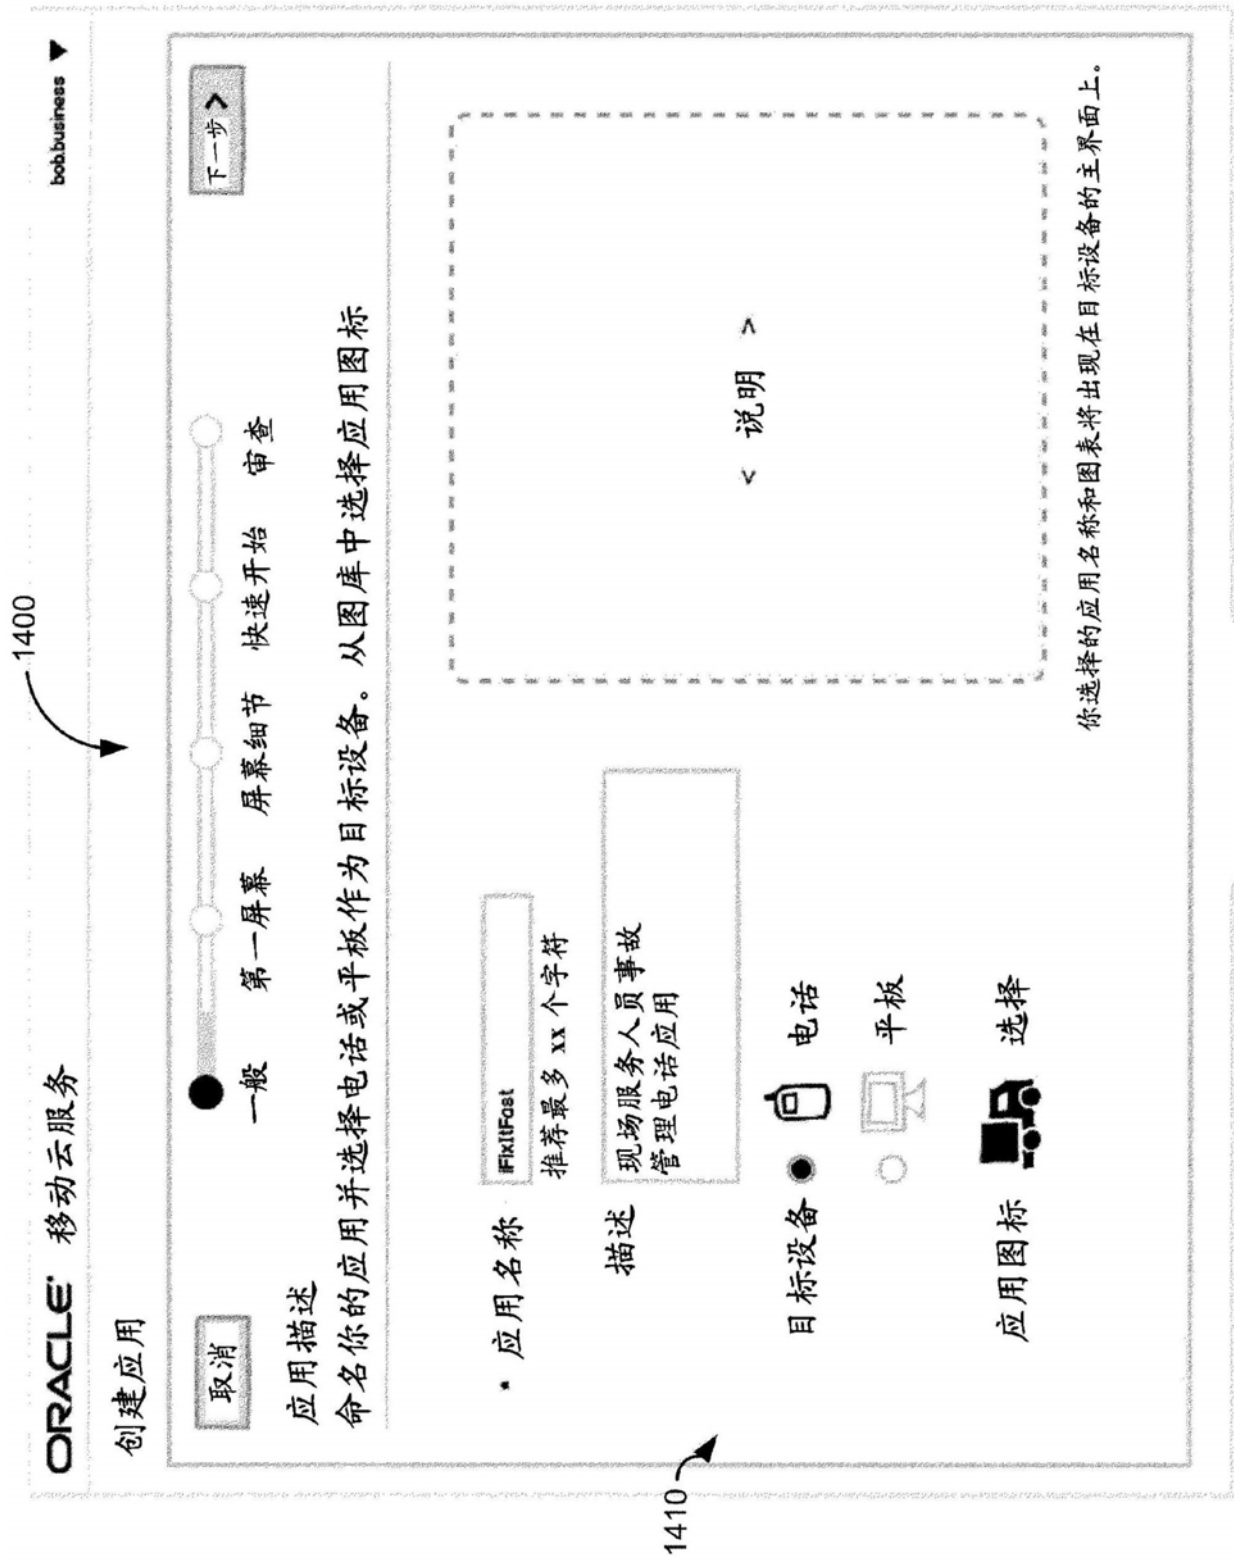 1400
ORACLE 移动云服务
bob.business
创建应用
取消
下一步 >
一般 第一屏幕 屏幕细节 快速开始 审查
应用描述
命名你的应用并选择电话或平板作为目标设备。从图库中选择应用图标
* 应用名称
iFixItFast
推荐最多 xx 个字符
描述
现场服务人员事故
管理电话应用
目标设备
电话
平板
应用图标
选择
< 说明 >
你选择的应用名称和图表将出现在目标设备的主界面上。
1410